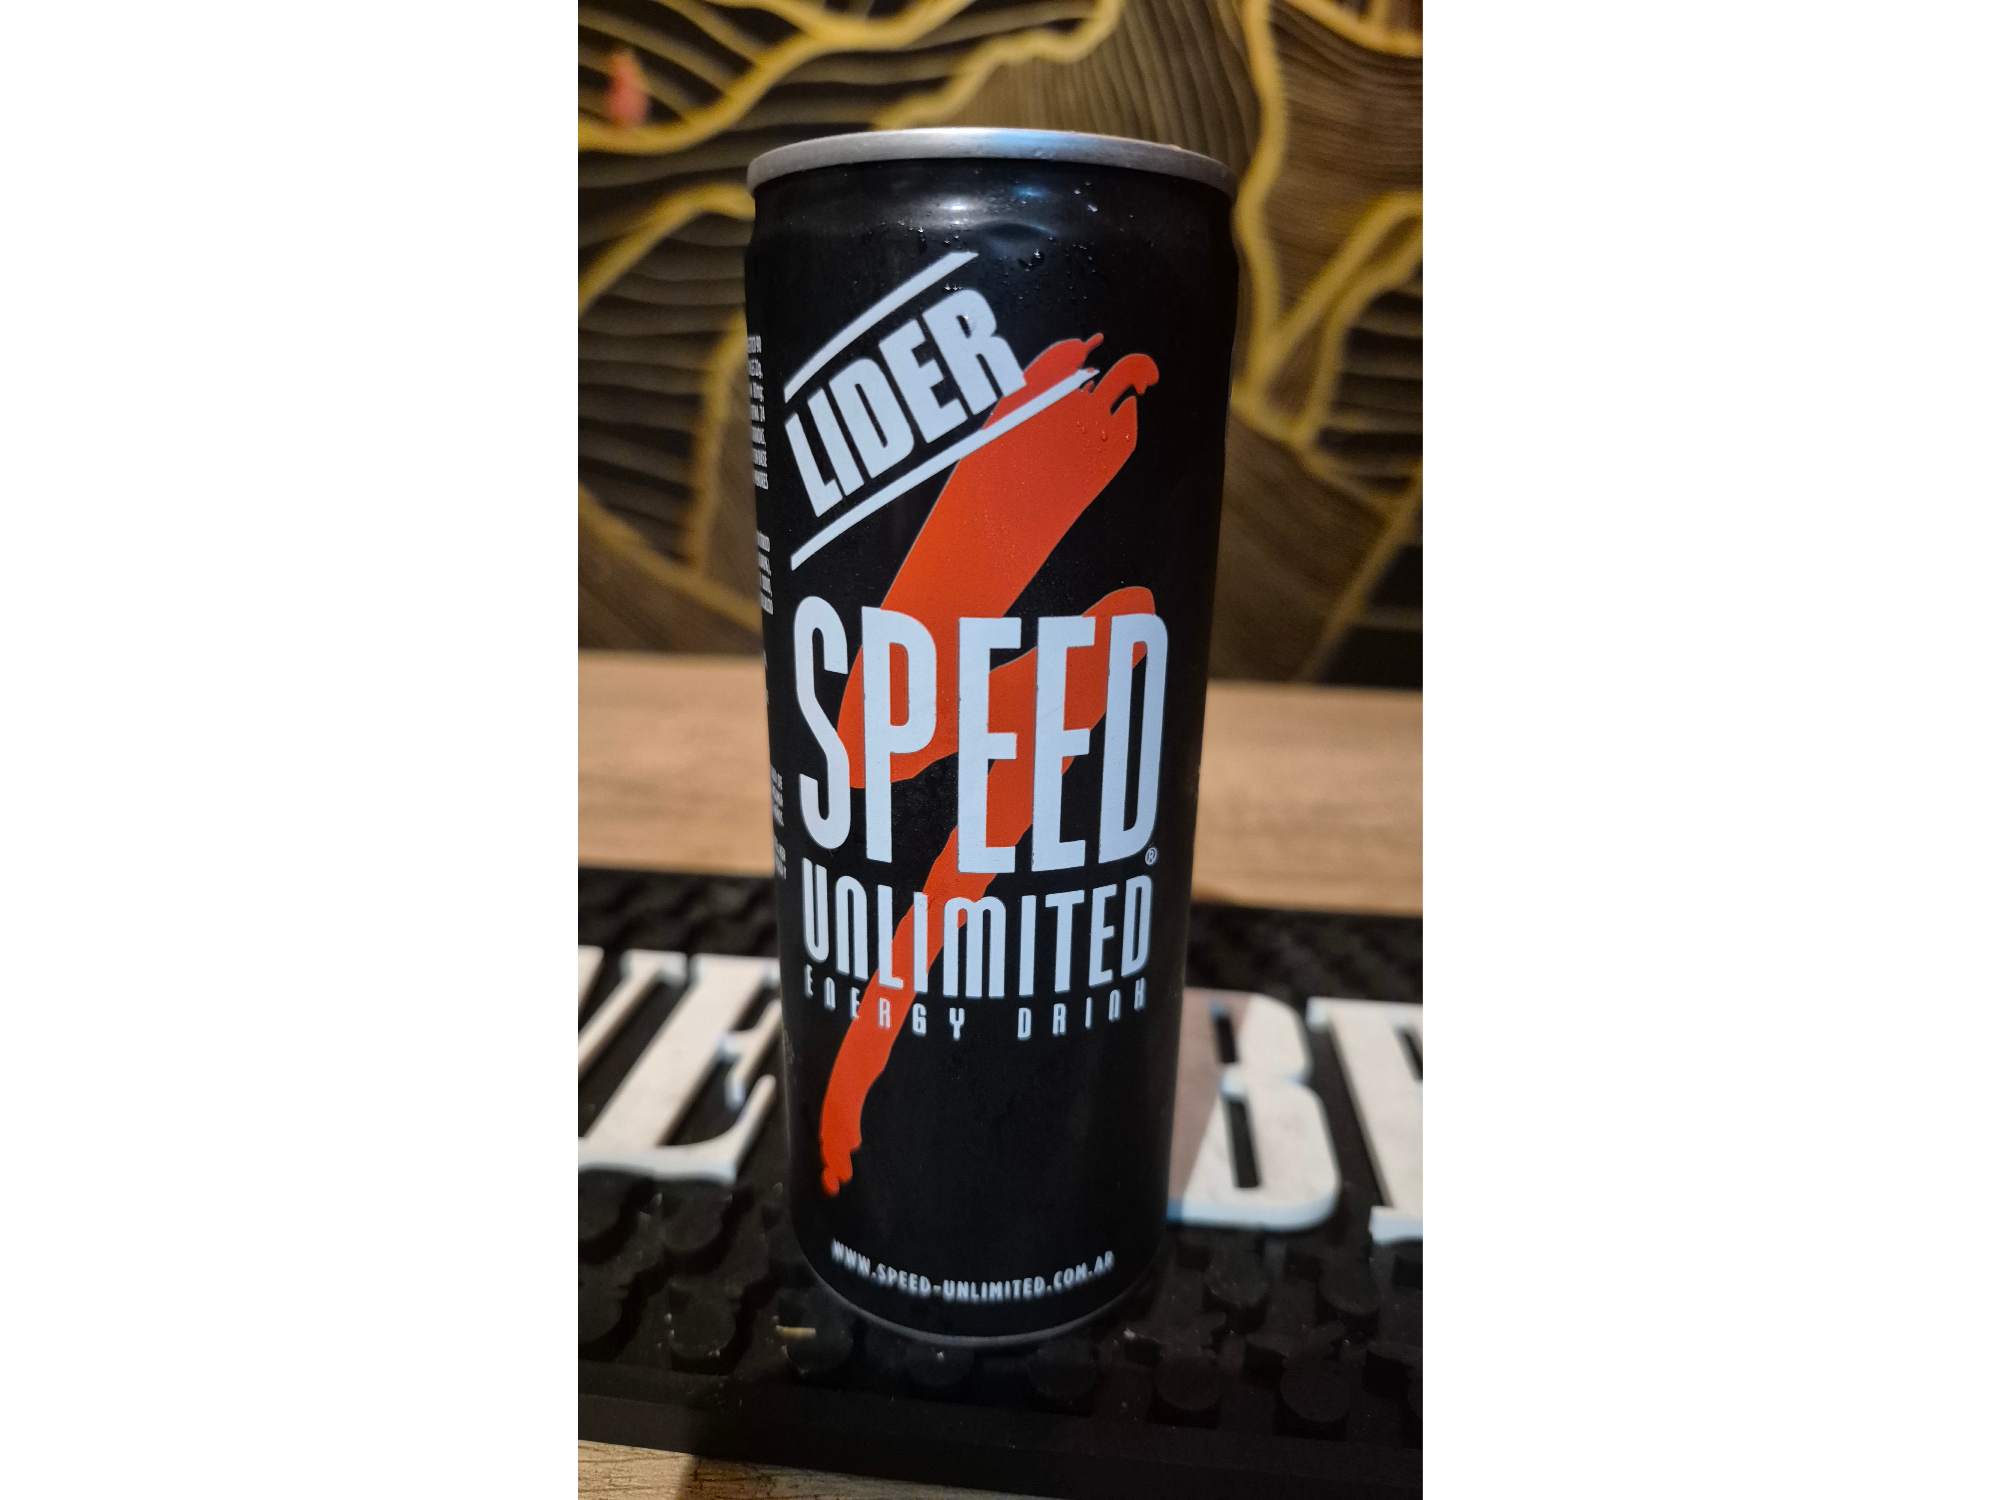 LIDER
SPEED®
UNLIMITED
ENERGY DRINK
WWW.SPEED-UNLIMITED.COM.AR